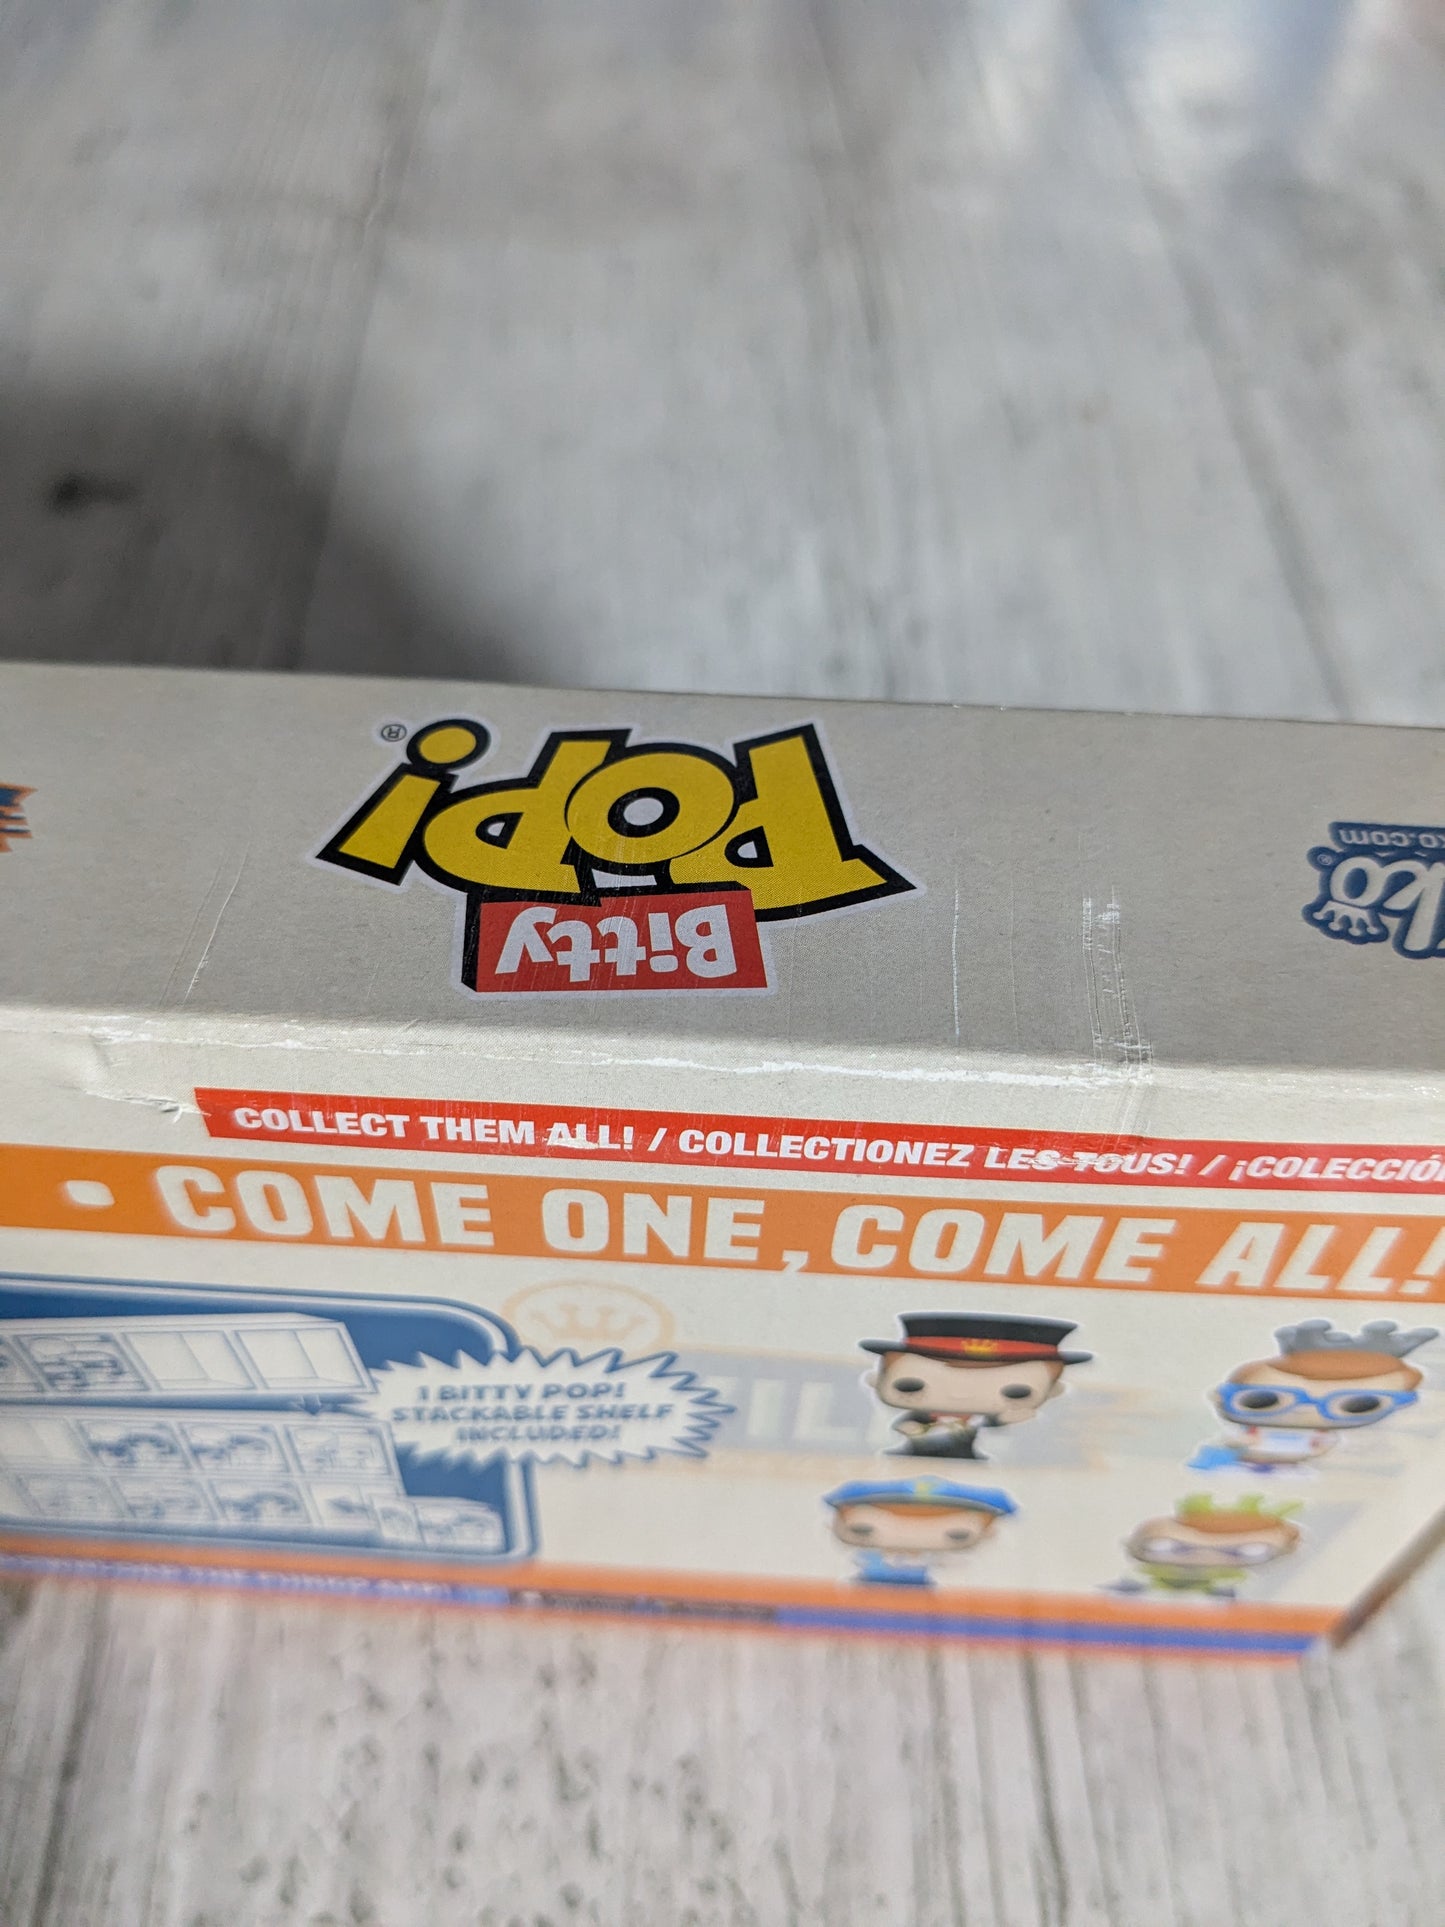 Bitty
POP!
®
ko.com
COLLECT THEM ALL! / COLLECTIONEZ LES TOUS! / ¡COLECCIÓN
• COME ONE, COME ALL!
1 BITTY POP!
STACKABLE SHELF
INCLUDED!